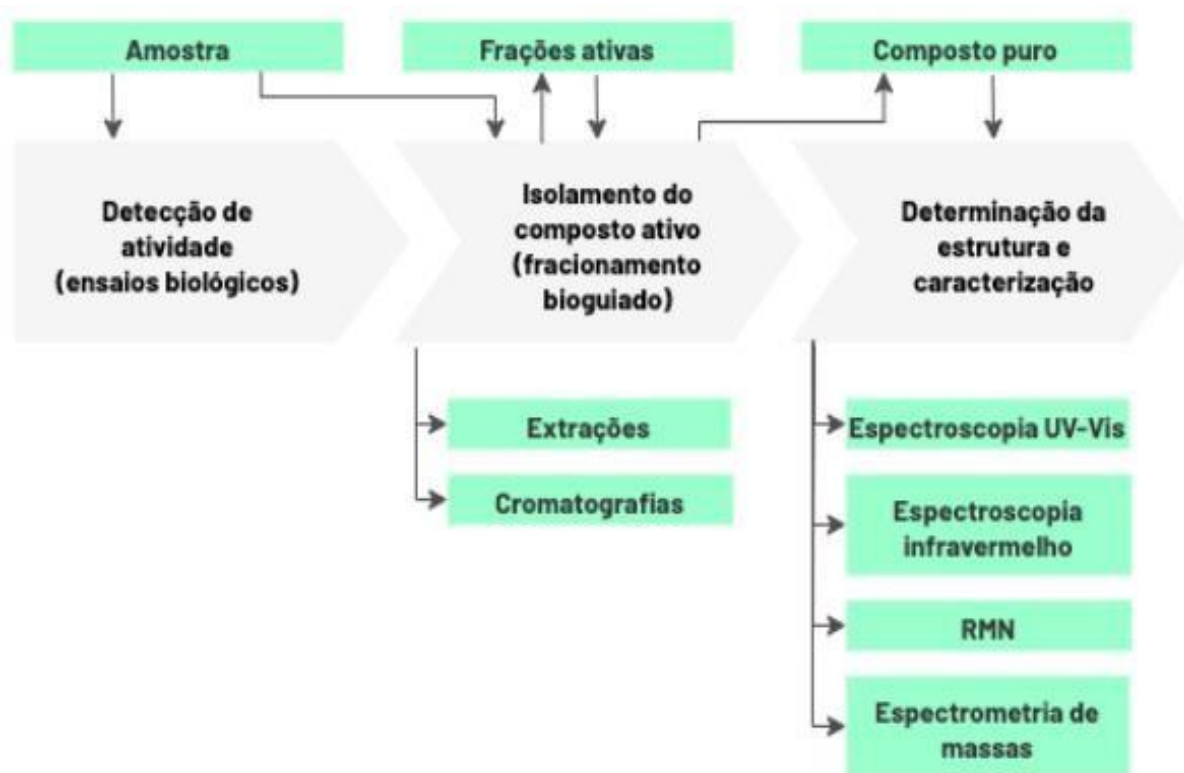 Amostra
Frações ativas
Composto puro
Detecção de
atividade
(ensaios biológicos)
Isolamento do
composto ativo
(fracionamento
bioguiado)
Determinação da
estrutura e
caracterização
Extrações
Cromatografias
Espectroscopia UV-Vis
Espectroscopia
infravermelho
RMN
Espectrometria de
massas